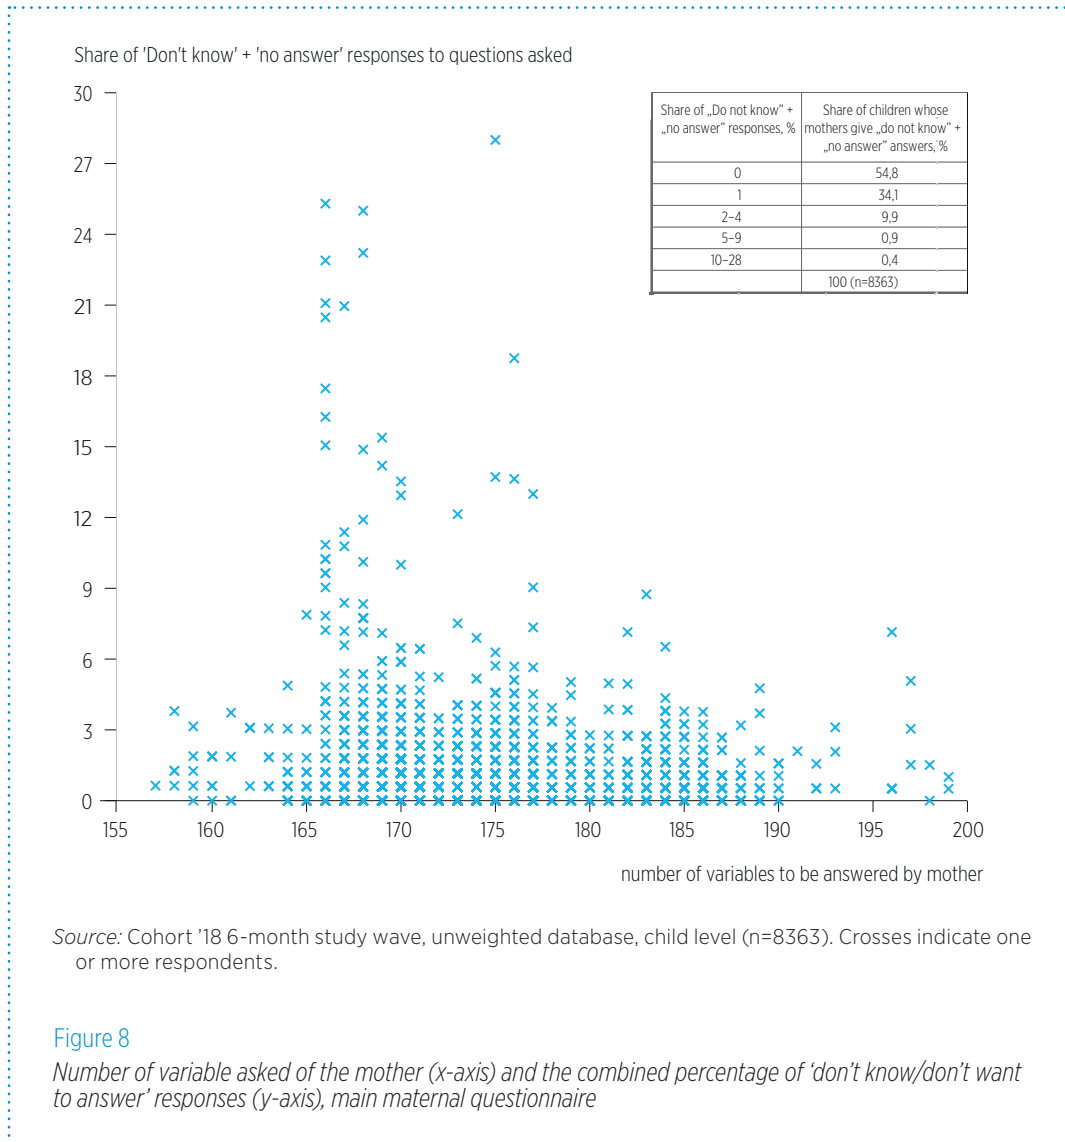 Share of 'Don't know' + 'no answer' responses to questions asked
30
27
24
21
18
15
12
9
6
3
0
155 160 165 170 175 180 185 190 195 200
number of variables to be answered by mother
Share of „Do not know” +
„no answer” responses, %
Share of children whose
mothers give „do not know” +
„no answer” answers, %
0 54,8
1 34,1
2–4 9,9
5–9 0,9
10–28 0,4
100 (n=8363)
Source: Cohort ’18 6-month study wave, unweighted database, child level (n=8363). Crosses indicate one
or more respondents.
Figure 8
Number of variable asked of the mother (x-axis) and the combined percentage of ‘don’t know/don’t want
to answer’ responses (y-axis), main maternal questionnaire